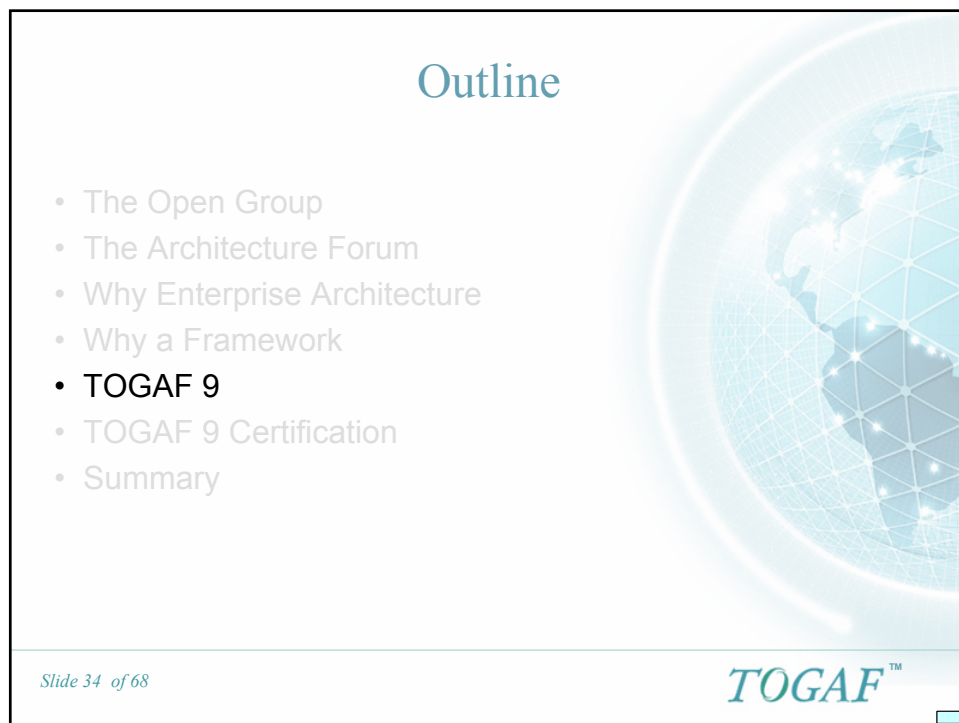 Outline
• The Open Group
• The Architecture Forum
• Why Enterprise Architecture
• Why a Framework
• TOGAF 9
• TOGAF 9 Certification
• Summary
Slide 34 of 68
TOGAF™